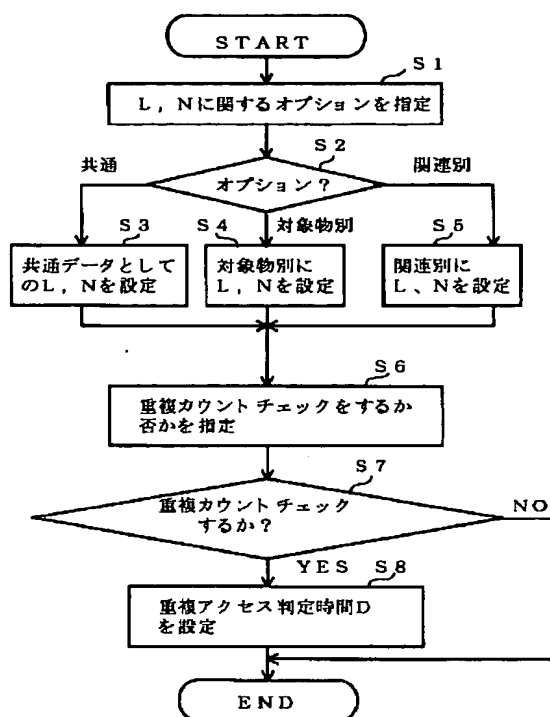 START
S1
L，Nに関するオプションを指定
S2
共通
関連別
オプション？
対象物別
S3
S4
S5
共通データとして
のL，Nを設定
対象物別に
L，Nを設定
関連別に
L、Nを設定
S6
重複カウントチェックをするか
否かを指定
S7
重複カウントチェック
するか？
NO
YES
S8
重複アクセス判定時間D
を設定
END